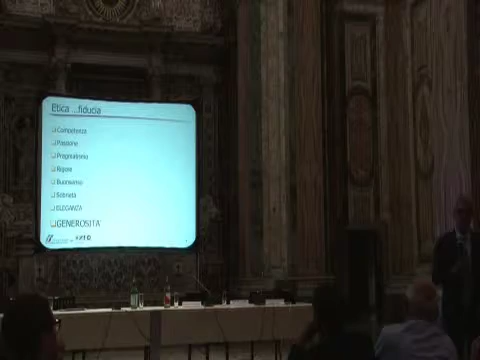 Etica ...fiducia
Competenza
Passione
Pragmatismo
Rigore
Buonsenso
Sobrietà
ELEGANZA
GENEROSITA'